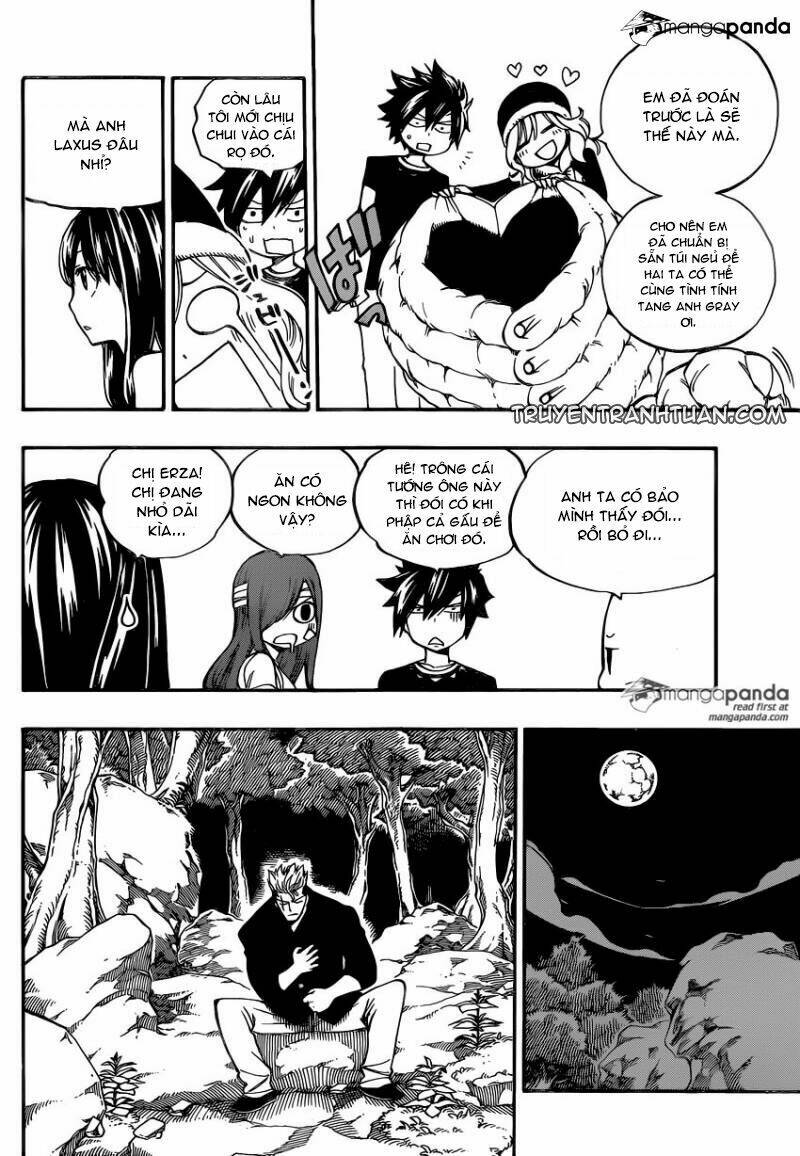 mangapanda
EM ĐÃ ĐOÁN
TRƯỚC LÀ SẼ
THẾ NÀY MÀ.
CHO NÊN EM
ĐÃ CHUẨN BỊ
SẴN TÚI NGỦ ĐỂ
HAI TA CÓ THỂ
CÙNG TÌNH TÍNH
TANG ANH GRAY
ƠI.
ばっ
CÒN LÂU
TÔI MỚI CHỊU
CHUI VÀO CÁI
RỌ ĐÓ.
MÀ ANH
LAXUS ĐÂU
NHỈ?
TRUYENTRANHTUAN.COM
ANH TA CÓ BẢO
MÌNH THẤY ĐÓI...
RỒI BỎ ĐI...
HÊ! TRÔNG CÁI
TƯỚNG ÔNG NÀY
THÌ ĐÓI CÓ KHI
PHẬP CẢ GẤU ĐỂ
ĂN CHƠI ĐÓ.
ĂN CÓ
NGON KHÔNG
VẬY?
CHỊ ERZA!
CHỊ ĐANG
NHỎ DÃI
KÌA...
mangapanda
read first at
mangapanda.com